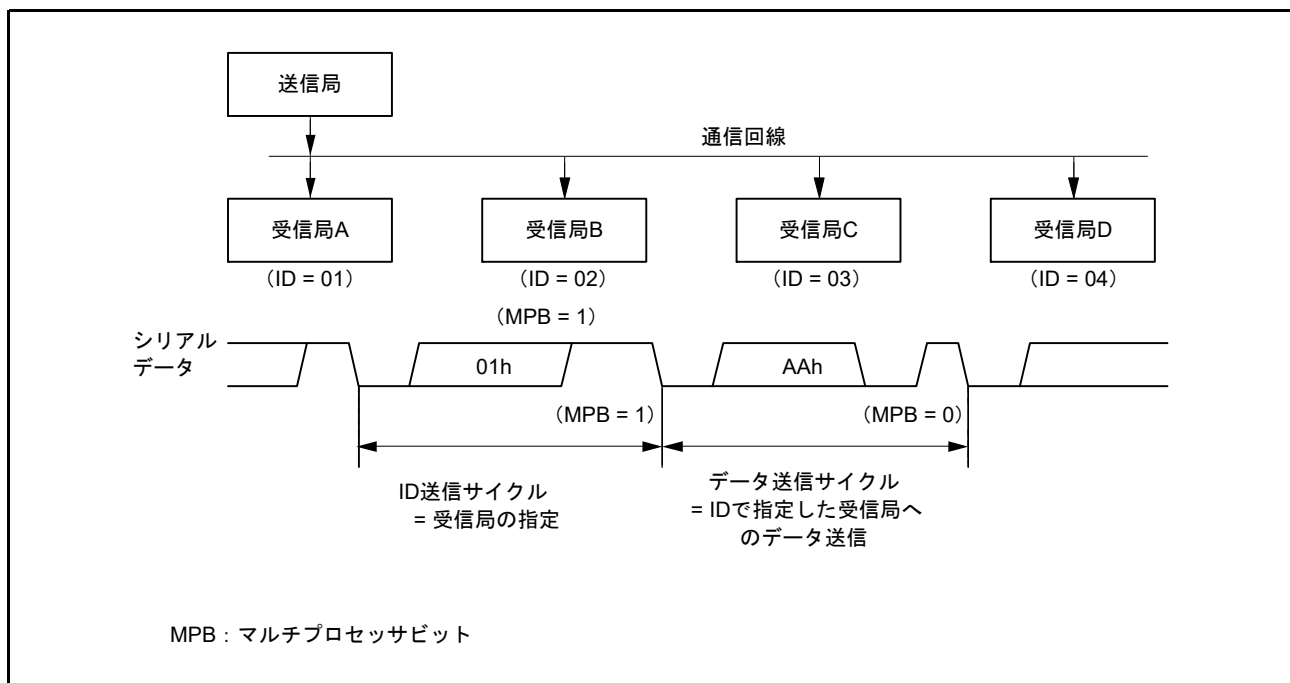 送信局
通信回線
受信局A
受信局B
受信局C
受信局D
（ID = 01）
（ID = 02）
（ID = 03）
（ID = 04）
（MPB = 1）
シリアル
データ
01h
AAh
（MPB = 1）
（MPB = 0）
ID送信サイクル
= 受信局の指定
データ送信サイクル
= IDで指定した受信局へ
のデータ送信
MPB：マルチプロセッサビット